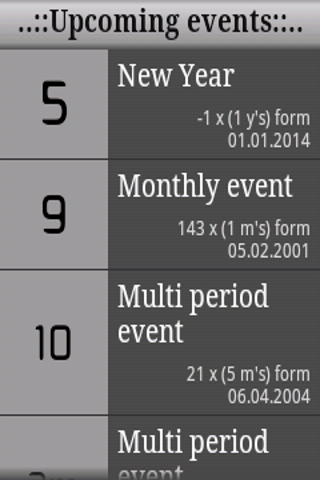 ..::Upcoming events::..
5
New Year
-1 x (1 y's) form
01.01.2014
9
Monthly event
143 x (1 m's) form
05.02.2001
10
Multi period
event
21 x (5 m's) form
06.04.2004
Multi period
event